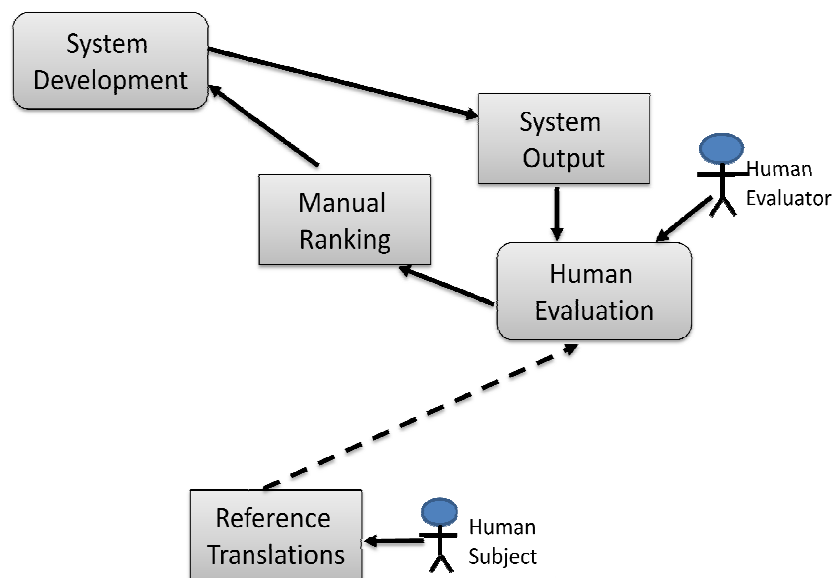 System
Development
System
Output
Human
Evaluator
Manual
Ranking
Human
Evaluation
Reference
Translations
Human
Subject